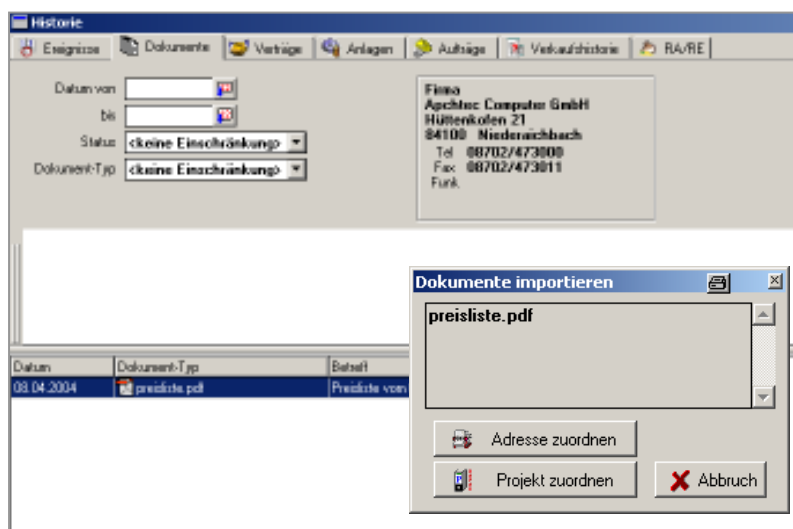 Historie
Ereignisse Dokumente Verträge Anlagen Aufträge Verkaufshistorie RA/RE
Datum von
bis
Status <keine Einschränkung>
Dokument-Typ <keine Einschränkung>
Firma
Apchtec Computer GmbH
Hüttenkofen 21
84100 Niederaichbach
Tel 08702/473000
Fax 08702/473011
Funk
Datum Dokument-Typ Betreff
08.04.2004 preisliste.pdf Preisliste vom
Dokumente importieren
preisliste.pdf
Adresse zuordnen
Projekt zuordnen
Abbruch